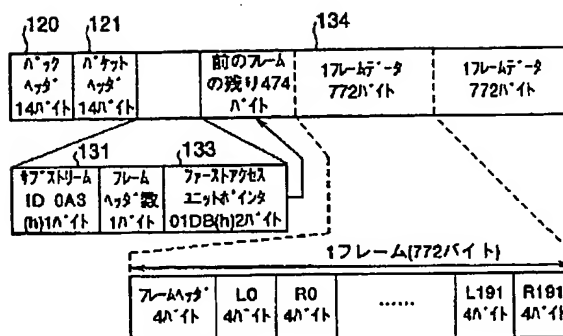 120
121
134
パック
ヘッダ
14バイト
パケット
ヘッダ
14バイト
前のフレーム
の残り474
バイト
1フレームデータ
772バイト
1フレームデータ
772バイト
131
133
サブストリーム
ID 0A3
(h)1バイト
フレーム
ヘッダ数
1バイト
ファーストアクセス
ユニットポインタ
01DB(h)2バイト
1フレーム(772バイト)
フレームヘッダ
4バイト
L0
4バイト
R0
4バイト
……
L191
4バイト
R191
4バイト